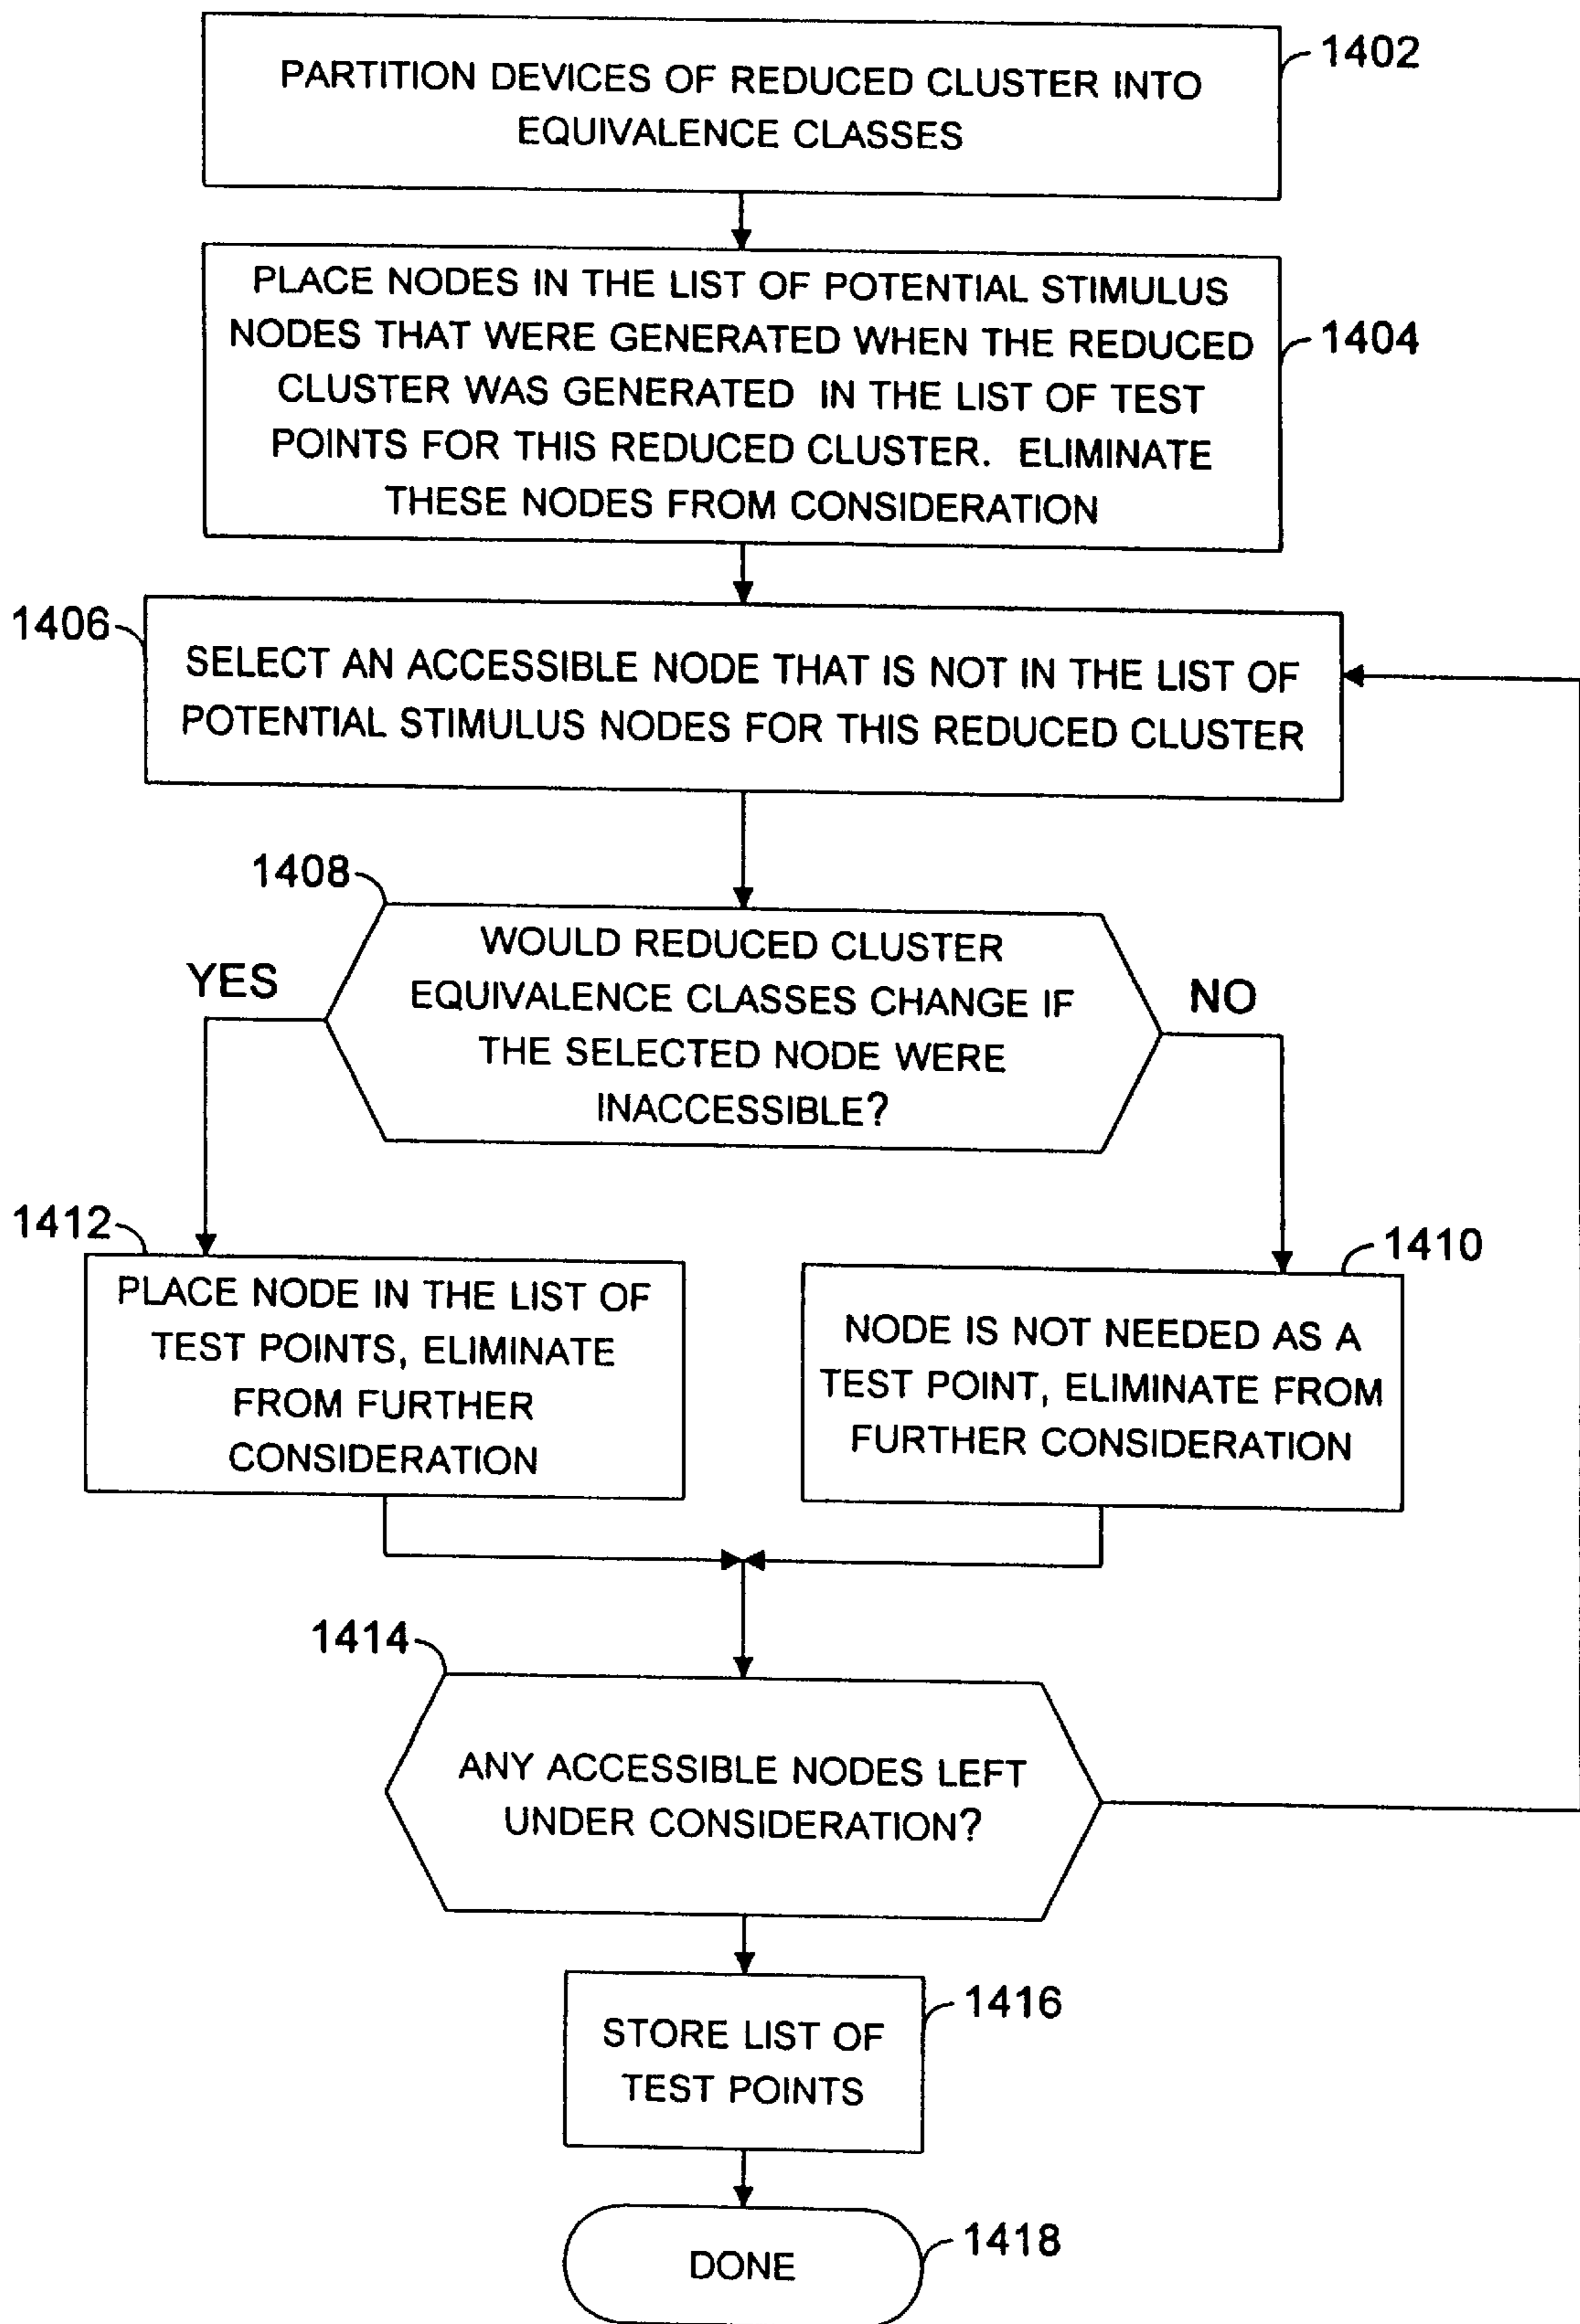 1402
PARTITION DEVICES OF REDUCED CLUSTER INTO
EQUIVALENCE CLASSES
PLACE NODES IN THE LIST OF POTENTIAL STIMULUS
NODES THAT WERE GENERATED WHEN THE REDUCED
CLUSTER WAS GENERATED IN THE LIST OF TEST
POINTS FOR THIS REDUCED CLUSTER. ELIMINATE
THESE NODES FROM CONSIDERATION
1404
1406
SELECT AN ACCESSIBLE NODE THAT IS NOT IN THE LIST OF
POTENTIAL STIMULUS NODES FOR THIS REDUCED CLUSTER
1408
WOULD REDUCED CLUSTER
EQUIVALENCE CLASSES CHANGE IF
THE SELECTED NODE WERE
INACCESSIBLE?
YES
NO
1412
PLACE NODE IN THE LIST OF
TEST POINTS, ELIMINATE
FROM FURTHER
CONSIDERATION
1410
NODE IS NOT NEEDED AS A
TEST POINT, ELIMINATE FROM
FURTHER CONSIDERATION
1414
ANY ACCESSIBLE NODES LEFT
UNDER CONSIDERATION?
1416
STORE LIST OF
TEST POINTS
1418
DONE